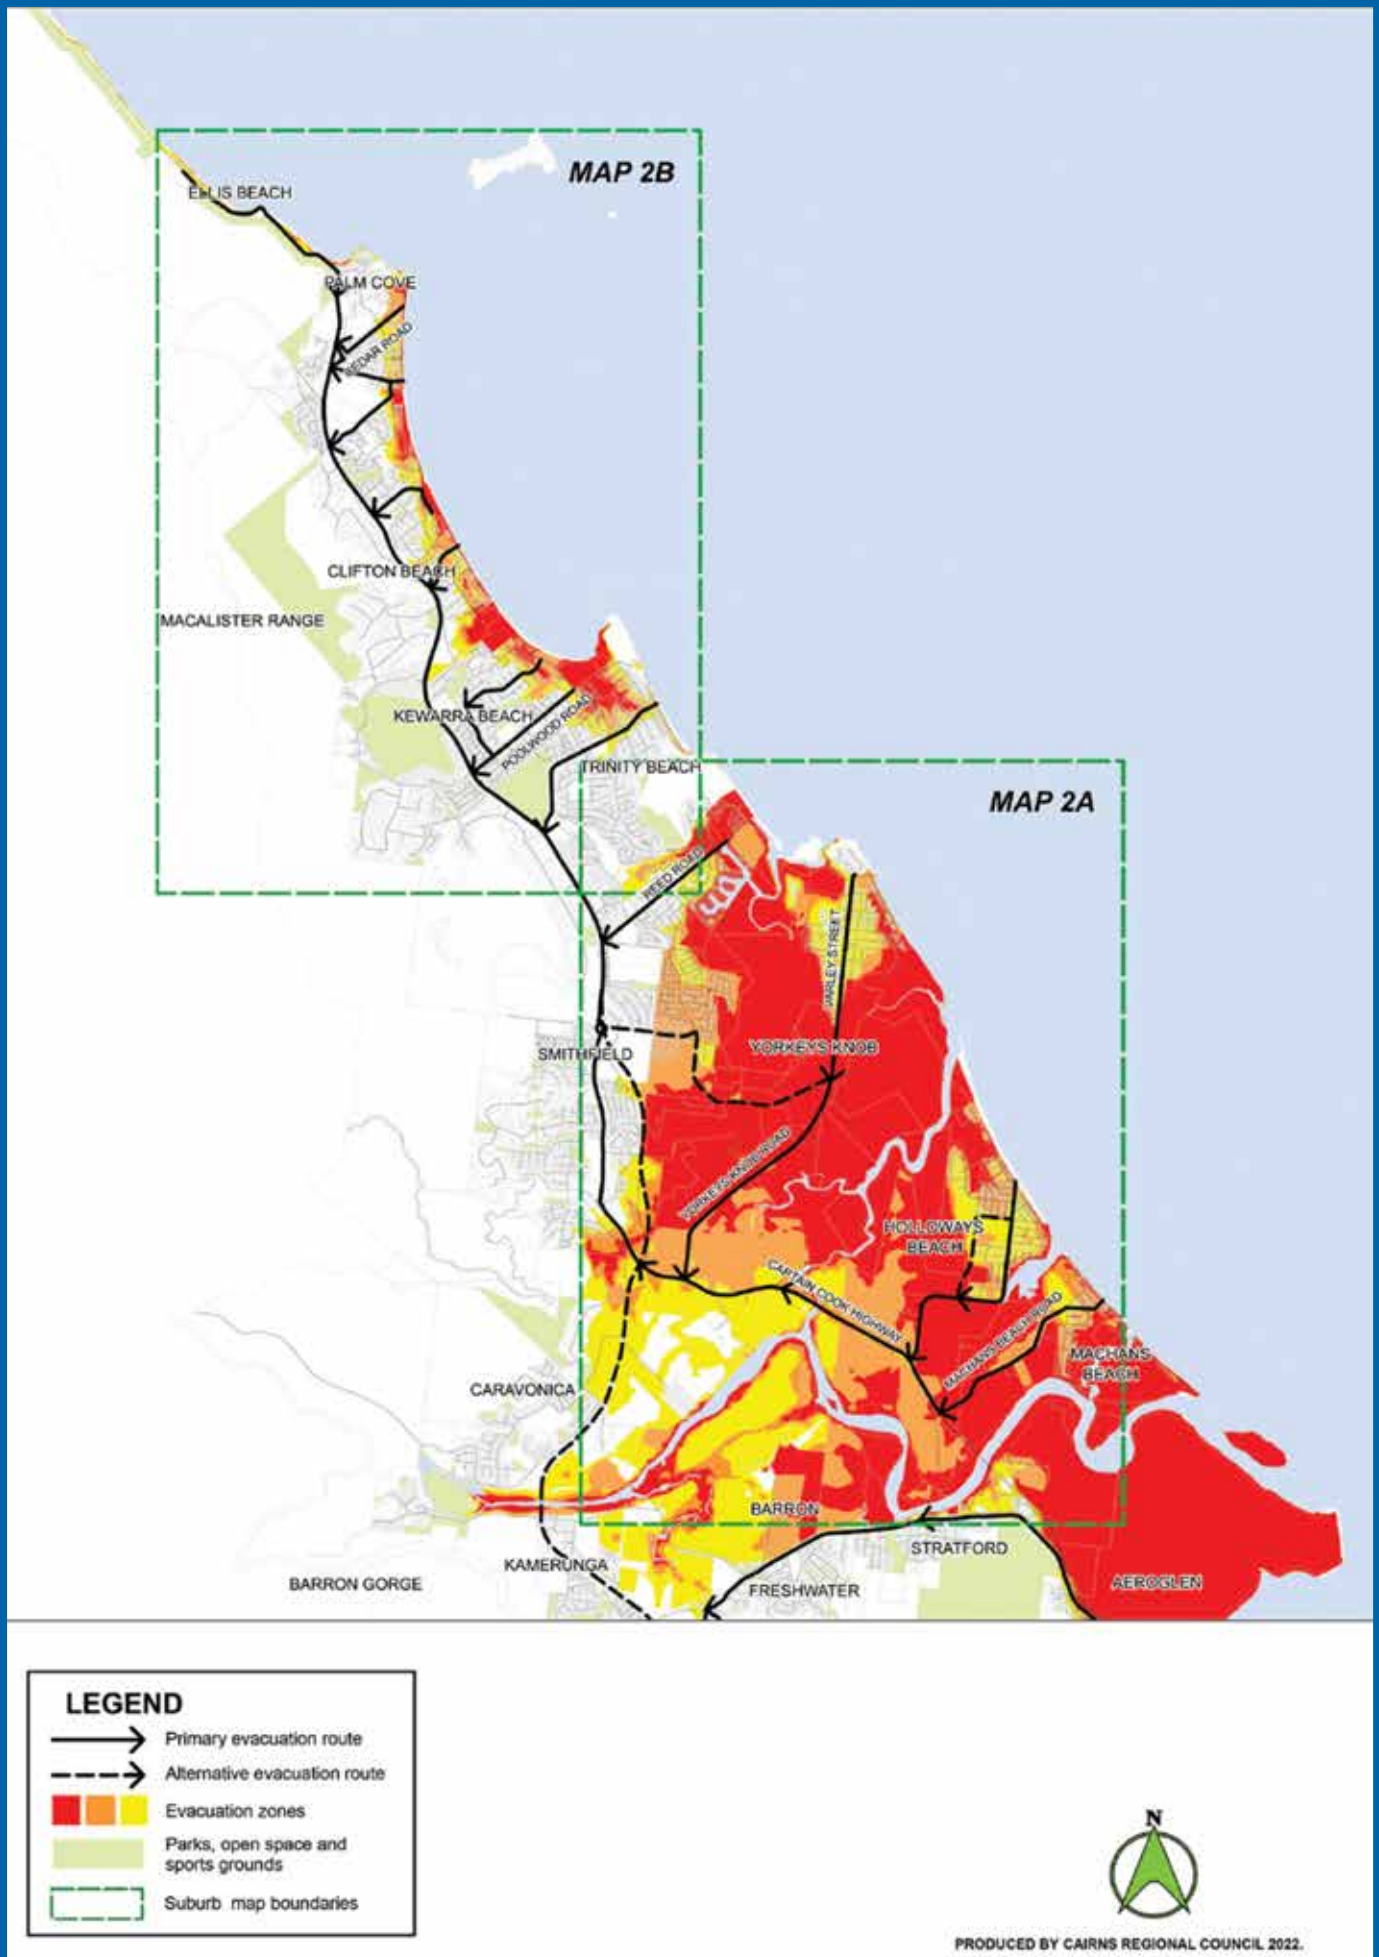 MAP 2B
ELLIS BEACH
PALM COVE
CEDAR ROAD
CLIFTON BEACH
MACALISTER RANGE
KEWARRA BEACH
POOLWOOD ROAD
TRINITY BEACH
MAP 2A
REED ROAD
VARLEY STREET
YORKEYS KNOB
SMITHFIELD
YORKEYS KNOB ROAD
HOLLOWAYS
BEACH
CAPTAIN COOK HIGHWAY
MACHANS BEACH ROAD
MACHANS
BEACH
CARAVONICA
BARRON
STRATFORD
KAMERUNGA
BARRON GORGE
FRESHWATER
AEROGLEN
LEGEND
Primary evacuation route
Alternative evacuation route
Evacuation zones
Parks, open space and
sports grounds
Suburb map boundaries
N
PRODUCED BY CAIRNS REGIONAL COUNCIL 2022.